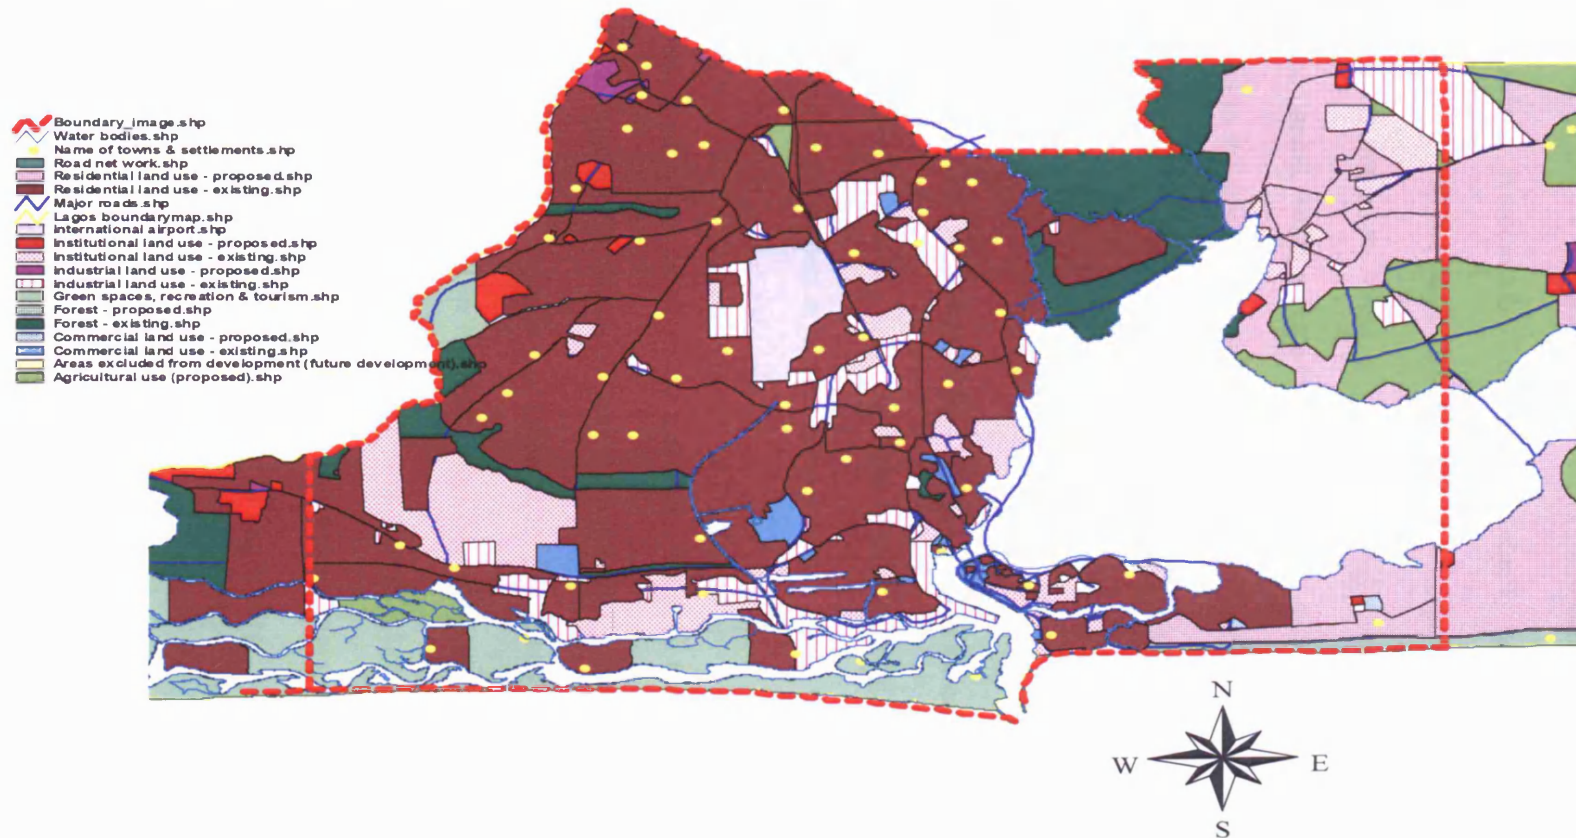 Boundary_image.shp
Water bodies.shp
Name of towns & settlements.shp
Road net work.shp
Residential land use - proposed.shp
Residential land use - existing.shp
Major roads.shp
Lagos boundarymap.shp
International airport.shp
Institutional land use - proposed.shp
Institutional land use - existing.shp
Industrial land use - proposed.shp
Industrial land use - existing.shp
Green spaces, recreation & tourism.shp
Forest - proposed.shp
Forest - existing.shp
Commercial land use - proposed.shp
Commercial land use - existing.shp
Areas excluded from development (future development).shp
Agricultural use (proposed).shp
N
W
E
S